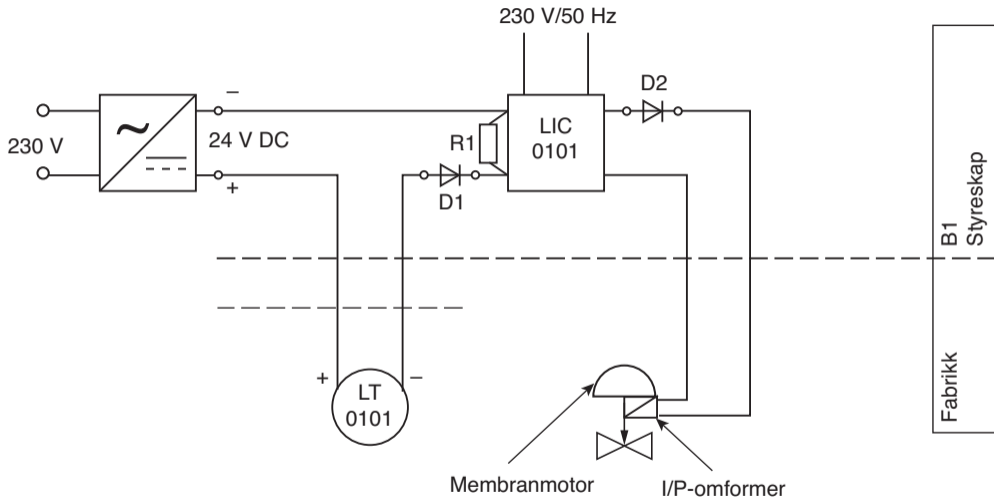 230 V/50 Hz
D2
–
~
230 V
24 V DC
R1
LIC
0101
+
D1
B1
Styreskap
+
–
LT
0101
Fabrikk
Membranmotor
I/P-omformer